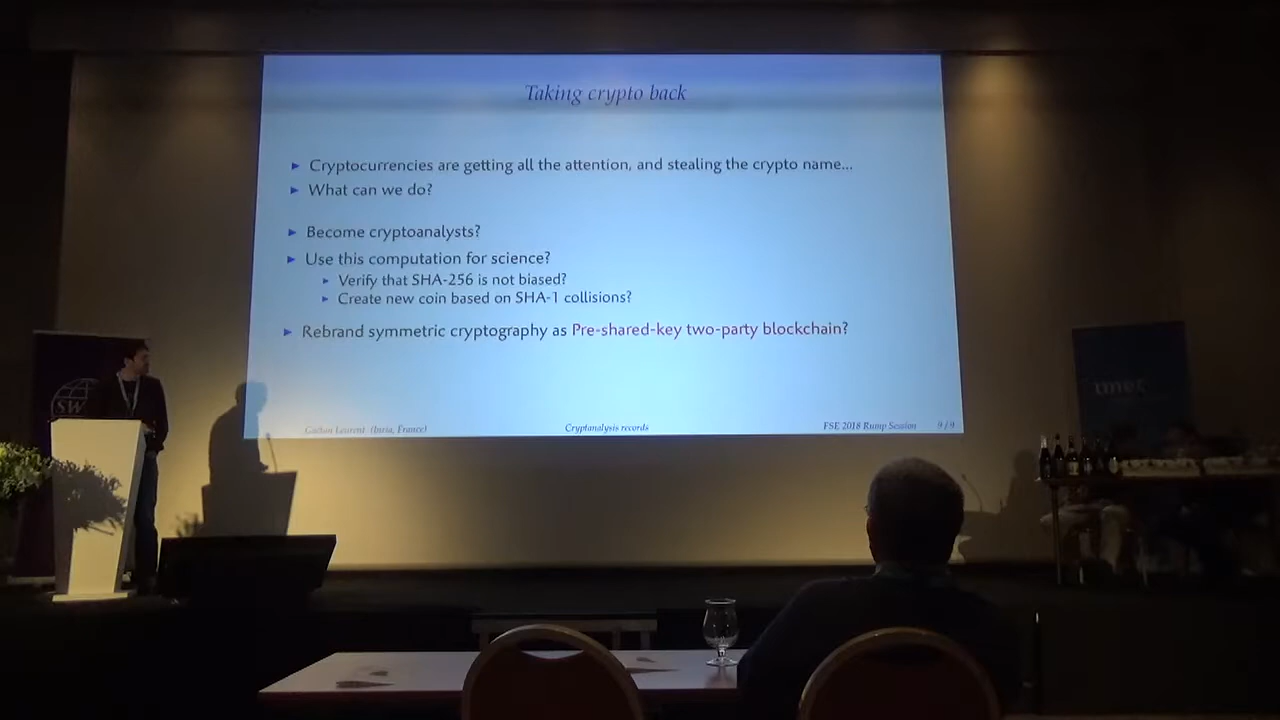 Taking crypto back
► Cryptocurrencies are getting all the attention, and stealing the crypto name...
► What can we do?
► Become cryptoanalysts?
► Use this computation for science?
► Verify that SHA-256 is not biased?
► Create new coin based on SHA-1 collisions?
► Rebrand symmetric cryptography as Pre-shared-key two-party blockchain?
Gaëtan Leurent (Inria, France)
Cryptanalysis records
FSE 2018 Rump Session
9 / 9
SW
imec